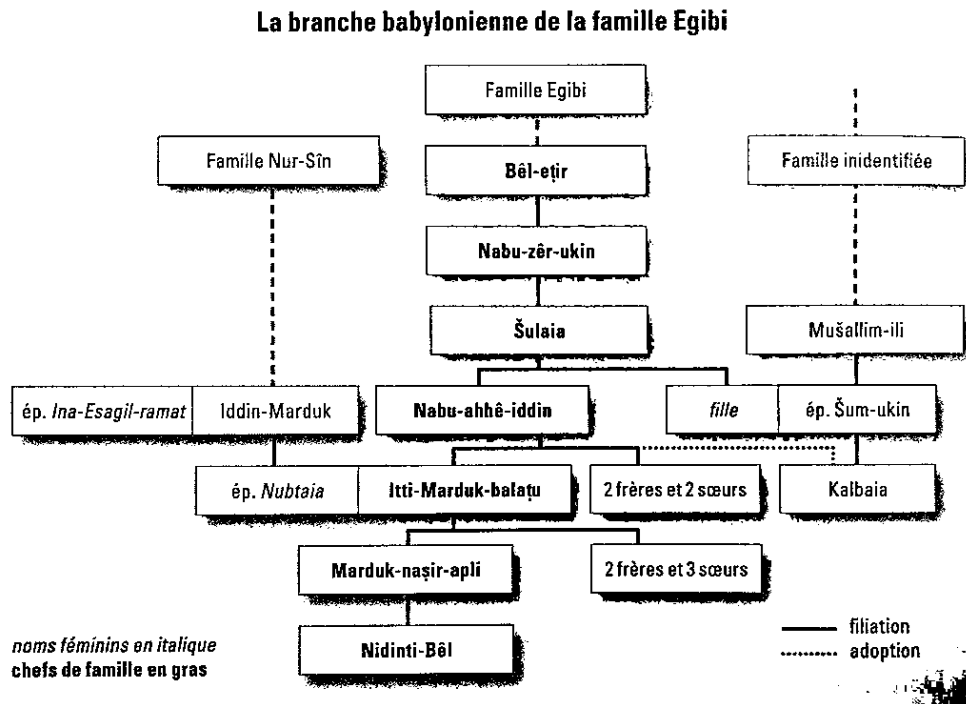 La branche babylonienne de la famille Egibi
Famille Egibi
Famille Nur-Sîn
Bêl-eṭir
Famille inidentifiée
Nabu-zêr-ukin
Šulaia
Mušallim-ili
ép. Ina-Esagil-ramat
Iddin-Marduk
Nabu-ahhê-iddin
fille
ép. Šum-ukin
ép. Nubtaia
Itti-Marduk-balaṭu
2 frères et 2 sœurs
Kalbaia
Marduk-naṣir-apli
2 frères et 3 sœurs
Nidinti-Bêl
noms féminins en italique
chefs de famille en gras
filiation
adoption